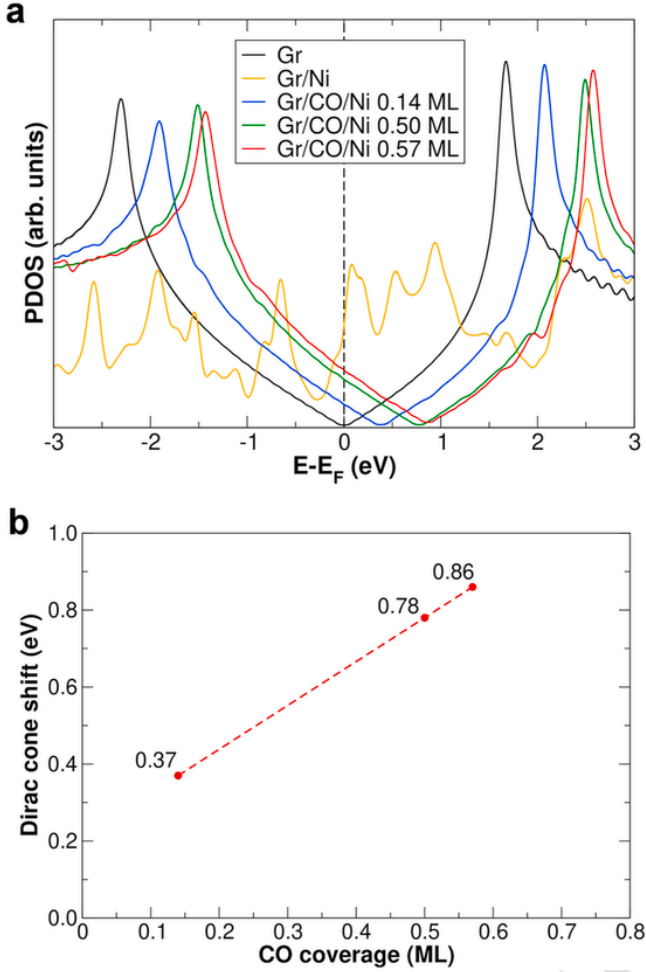 a
Gr
Gr/Ni
Gr/CO/Ni 0.14 ML
Gr/CO/Ni 0.50 ML
Gr/CO/Ni 0.57 ML
PDOS (arb. units)
-3 -2 -1 0 1 2 3
E-E_F (eV)
b
1.0
0.8
0.6
0.4
0.2
0.0
Dirac cone shift (eV)
0.86
0.78
0.37
0 0.1 0.2 0.3 0.4 0.5 0.6 0.7 0.8
CO coverage (ML)